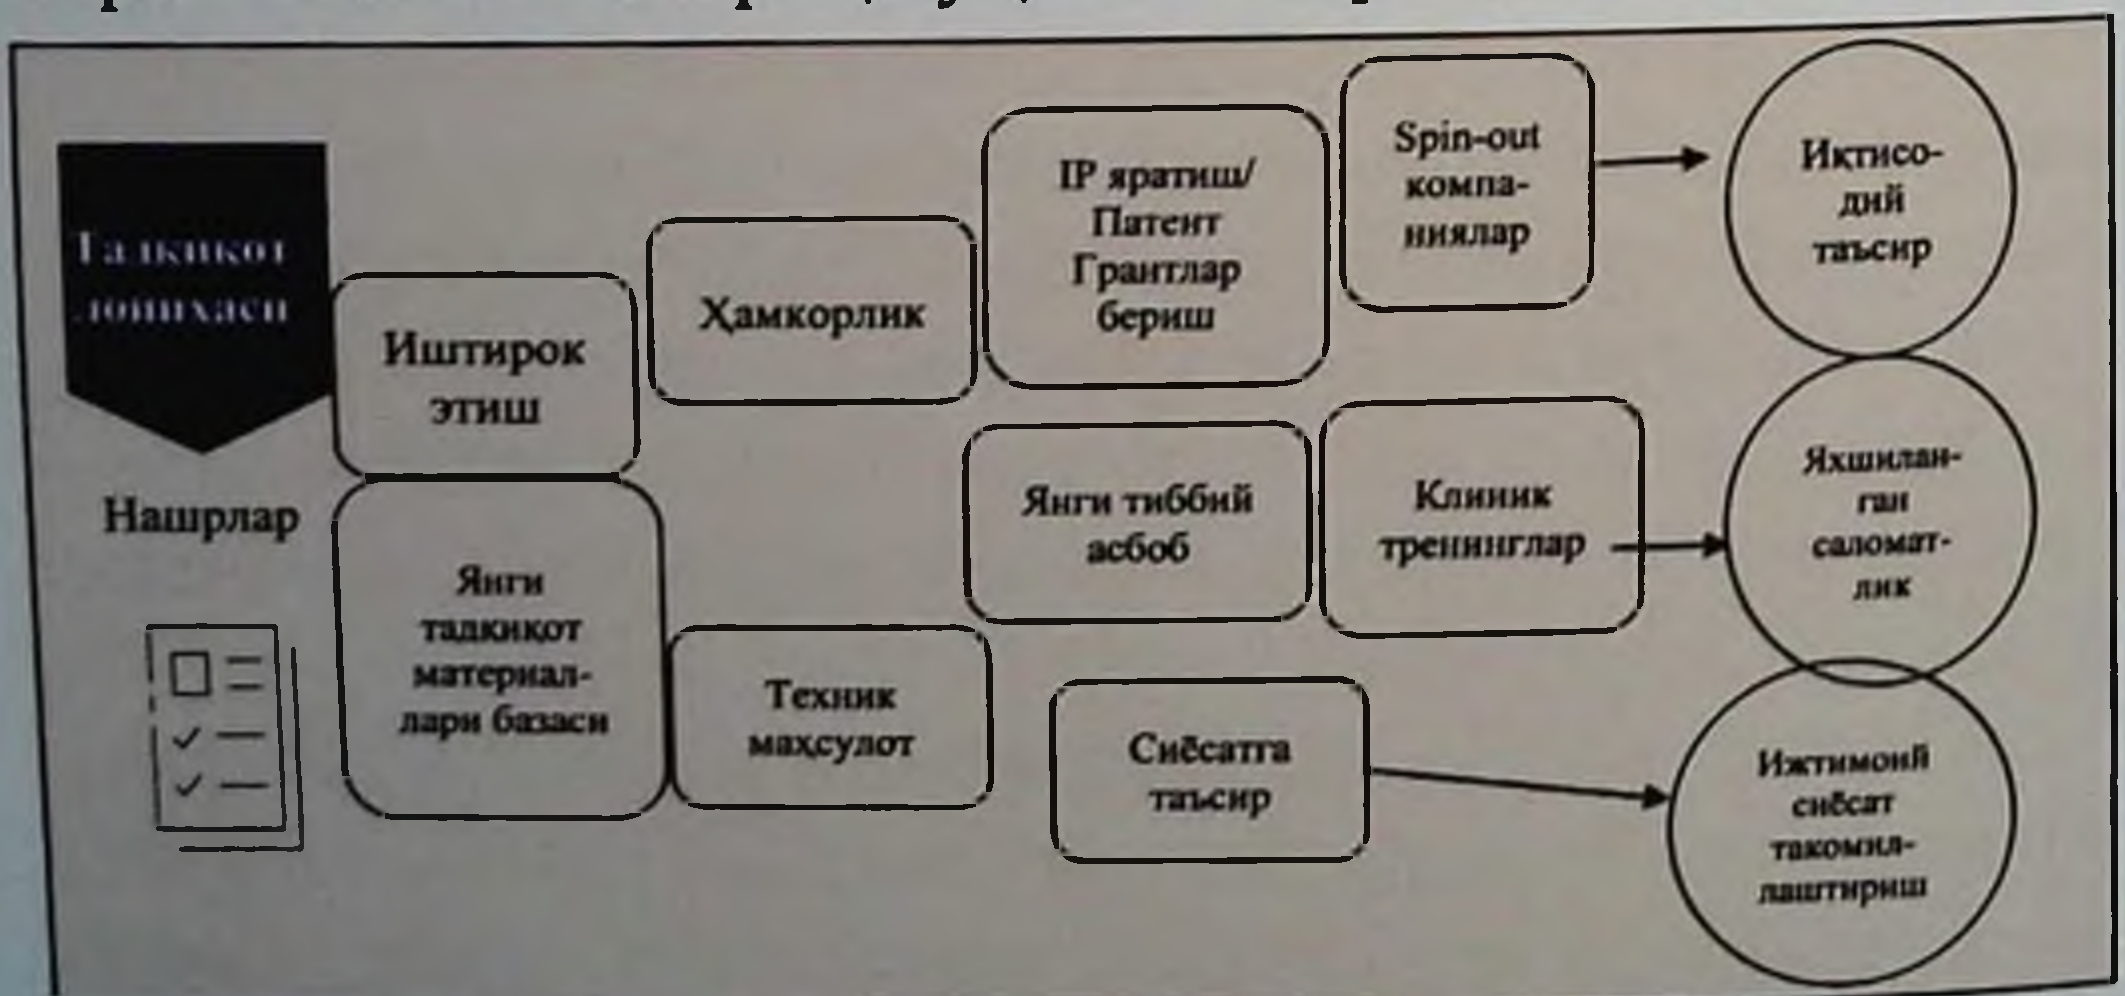 Тадқиқот
лойиҳаси
Нашрлар
Иштирок
этиш
Янги
тадқиқот
материал-
лари базаси
Ҳамкорлик
Техник
маҳсулот
IP яратиш/
Патент
Грантлар
бериш
Янги тиббий
асбоб
Сиёсатга
таъсир
Spin-out
компа-
ниялар
Клиник
тренинглар
Иқтисо-
дий
таъсир
Яхшилан-
ган
саломат-
лик
Ижтимоий
сиёсат
такомил-
лаштириш